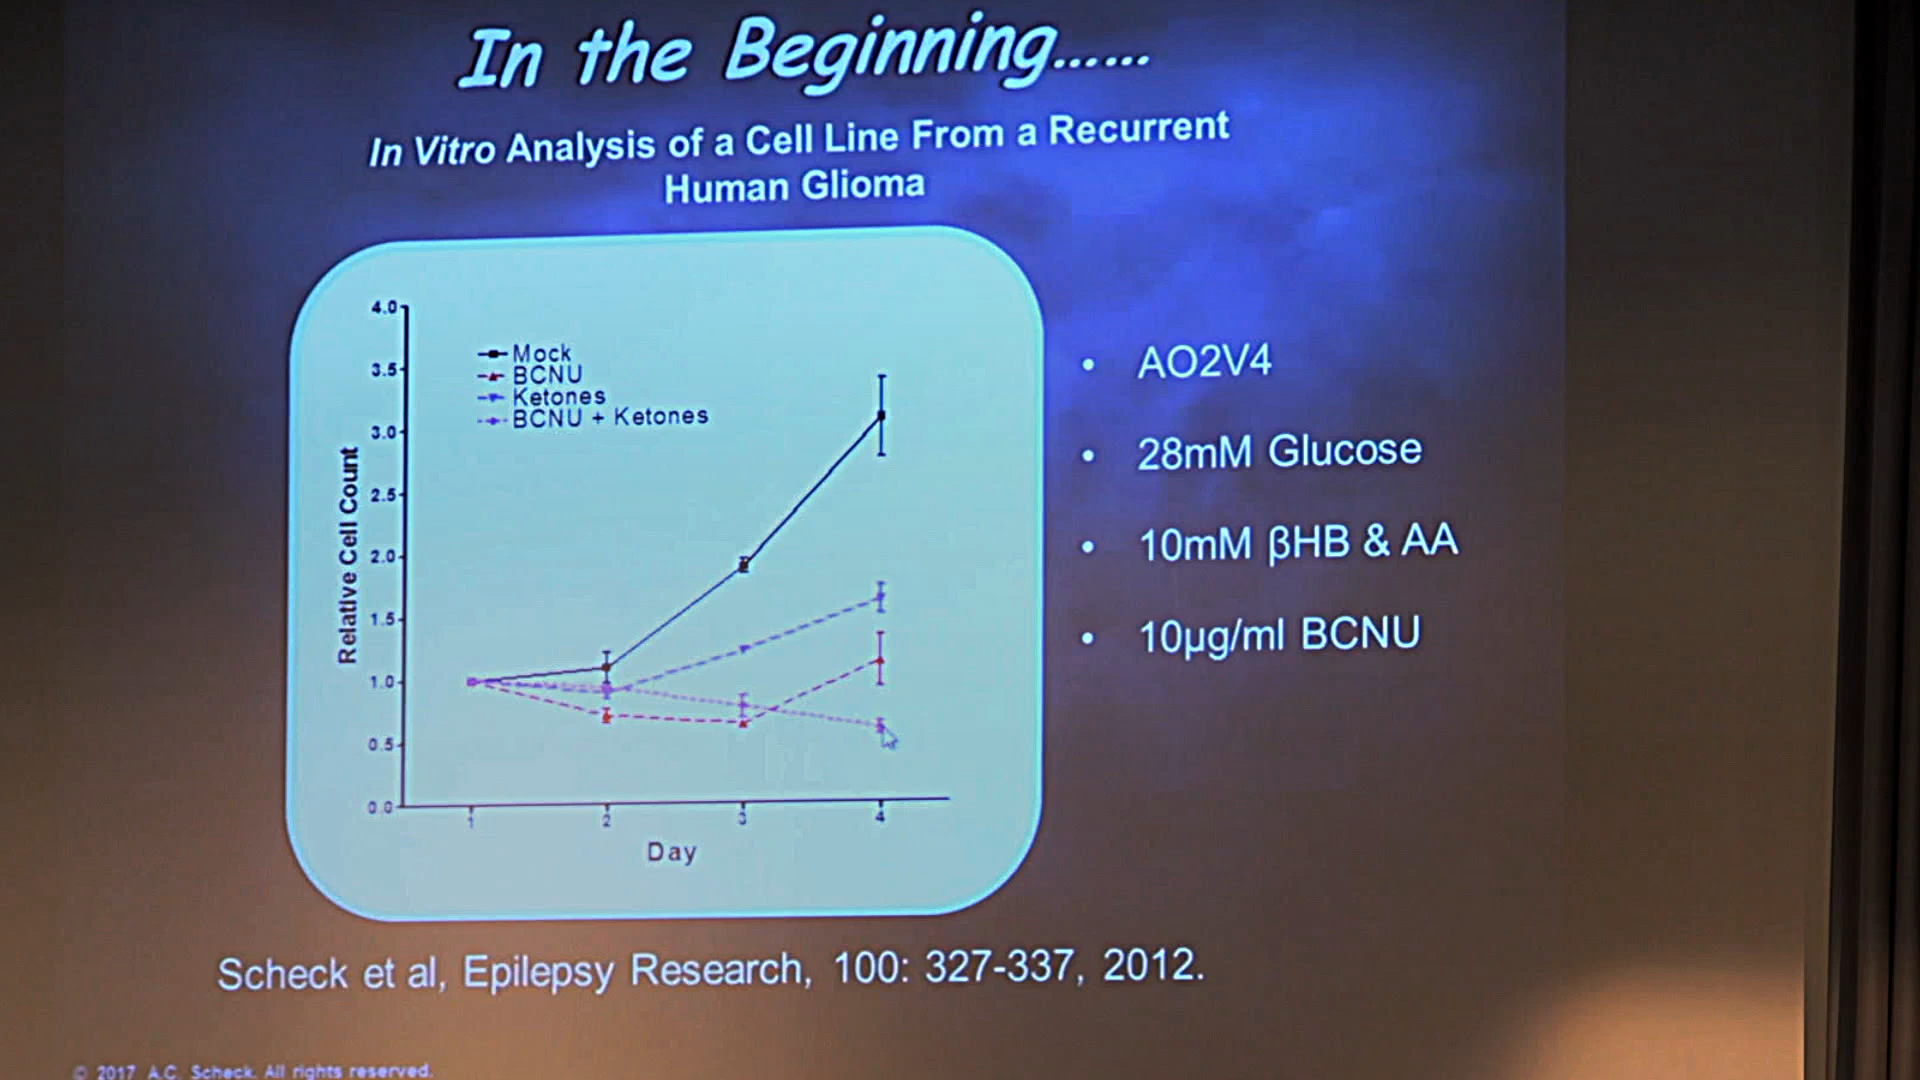 In the Beginning......
In Vitro Analysis of a Cell Line From a Recurrent
Human Glioma
4.0
3.5
3.0
2.5
2.0
1.5
1.0
0.5
0.0
Relative Cell Count
Mock
BCNU
Ketones
BCNU + Ketones
1 2 3 4
Day
• AO2V4
• 28mM Glucose
• 10mM βHB & AA
• 10µg/ml BCNU
Scheck et al, Epilepsy Research, 100: 327-337, 2012.
© 2017 A.C. Scheck. All rights reserved.